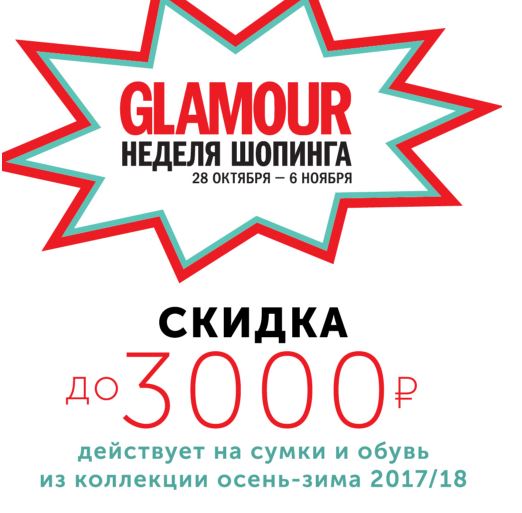 GLAMOUR
НЕДЕЛЯ ШОПИНГА
28 ОКТЯБРЯ – 6 НОЯБРЯ
СКИДКА
ДО 3000₽
действует на сумки и обувь
из коллекции осень-зима 2017/18